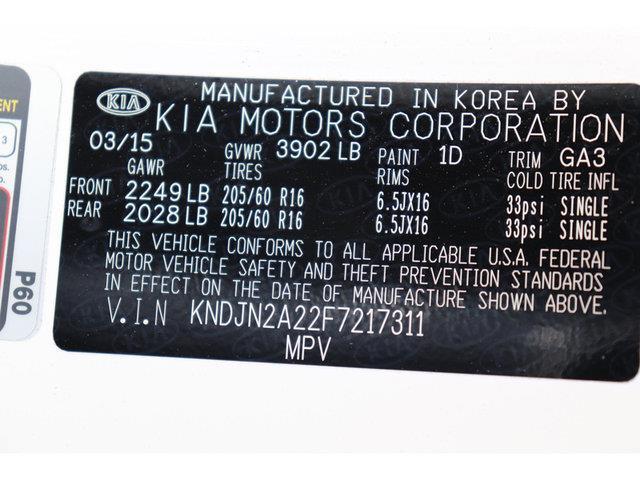 MANUFACTURED IN KOREA BY
KIA KIA MOTORS CORPORATION
03/15 GVWR 3902 LB PAINT 1D TRIM GA3
GAWR TIRES RIMS COLD TIRE INFL
FRONT 2249 LB 205/60 R16 6.5JX16 33psi SINGLE
REAR 2028 LB 205/60 R16 6.5JX16 33psi SINGLE
THIS VEHICLE CONFORMS TO ALL APPLICABLE U.S.A. FEDERAL
MOTOR VEHICLE SAFETY AND THEFT PREVENTION STANDARDS
IN EFFECT ON THE DATE OF MANUFACTURE SHOWN ABOVE.
V.I.N KNDJN2A22F7217311
MPV
3
P60